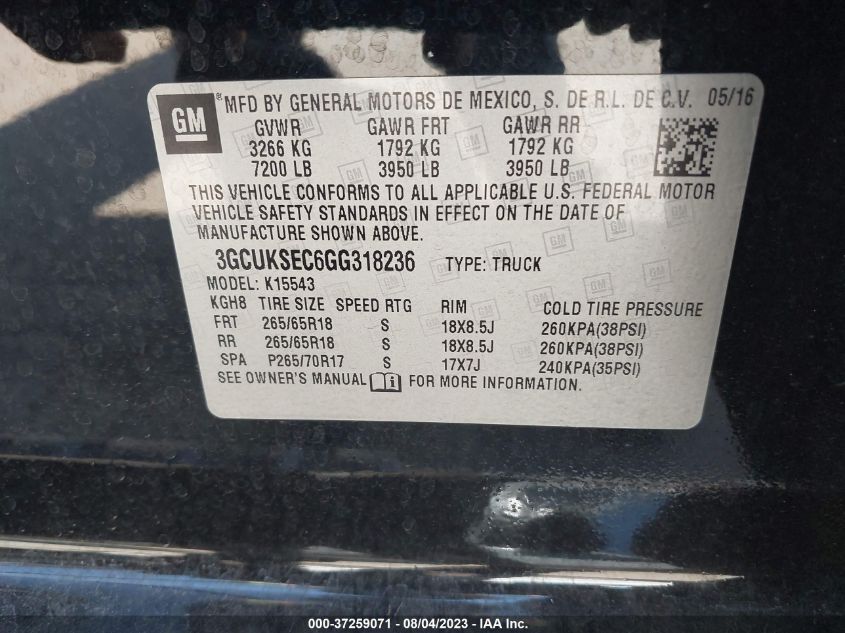 GM ® MFD BY GENERAL MOTORS DE MEXICO, S. DE R.L. DE C.V. 05/16
GVWR GAWR FRT GAWR RR
3266 KG 1792 KG 1792 KG
7200 LB 3950 LB 3950 LB
THIS VEHICLE CONFORMS TO ALL APPLICABLE U.S. FEDERAL MOTOR
VEHICLE SAFETY STANDARDS IN EFFECT ON THE DATE OF
MANUFACTURE SHOWN ABOVE.
3GCUKSEC6GG318236 TYPE: TRUCK
MODEL: K15543
KGH8 TIRE SIZE SPEED RTG RIM COLD TIRE PRESSURE
FRT 265/65R18 S 18X8.5J 260KPA(38PSI)
RR 265/65R18 S 18X8.5J 260KPA(38PSI)
SPA P265/70R17 S 17X7J 240KPA(35PSI)
SEE OWNER'S MANUAL i FOR MORE INFORMATION.
000-37259071 - 08/04/2023 - IAA Inc.